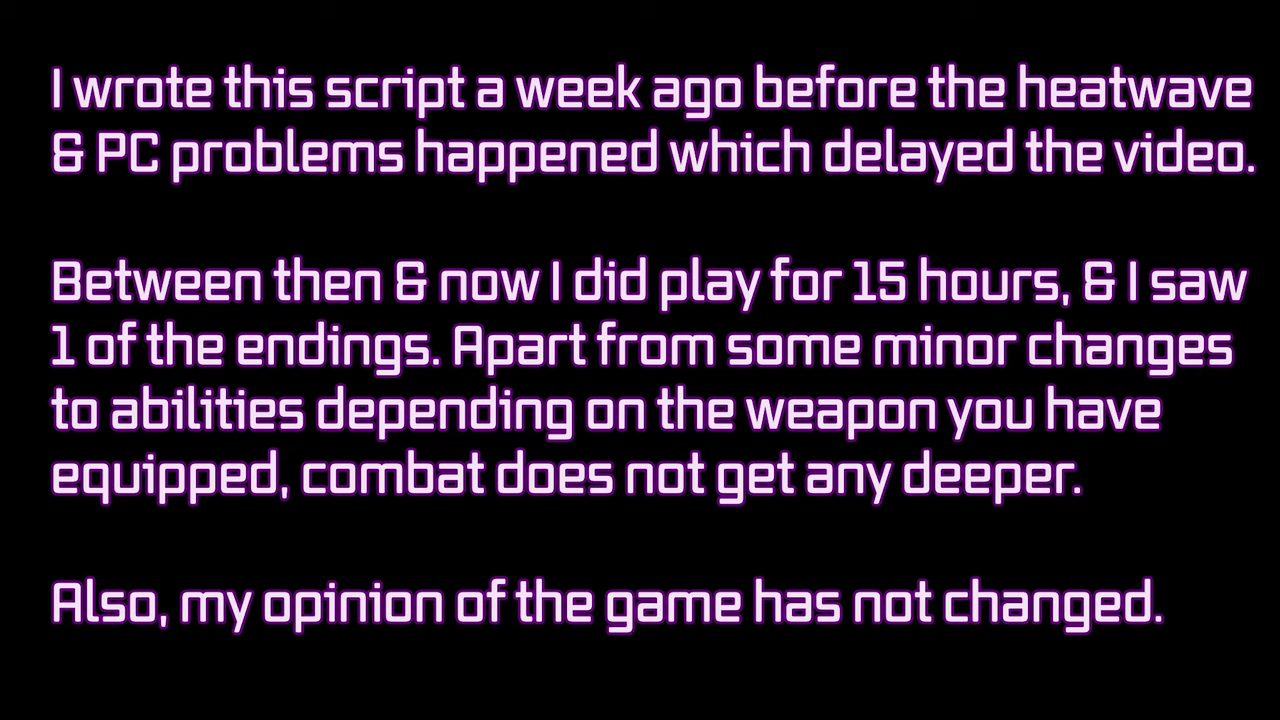 I wrote this script a week ago before the heatwave
& PC problems happened which delayed the video.
Between then & now I did play for 15 hours, & I saw
1 of the endings. Apart from some minor changes
to abilities depending on the weapon you have
equipped, combat does not get any deeper.
Also, my opinion of the game has not changed.